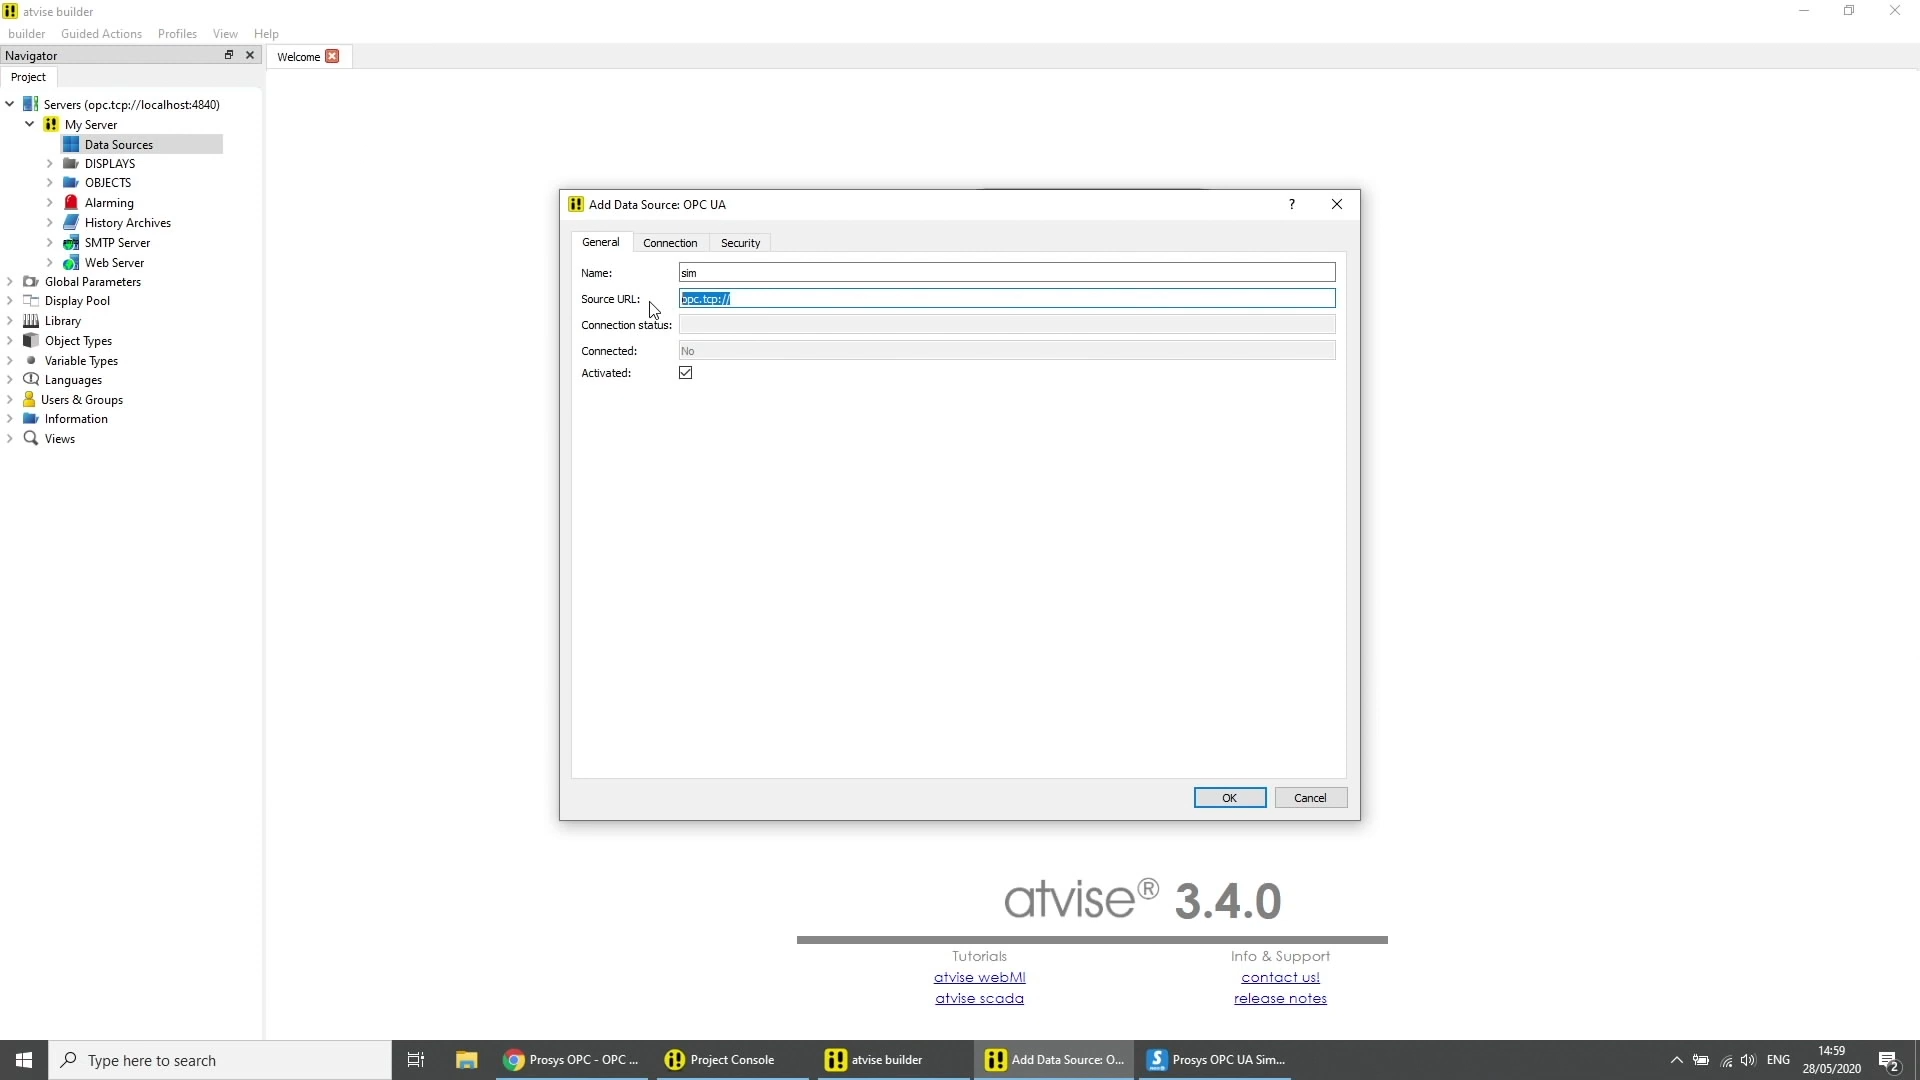 atvise builder
builder Guided Actions Profiles View Help
Navigator
Welcome
Project
Servers (opc.tcp://localhost:4840)
My Server
Data Sources
DISPLAYS
OBJECTS
Alarming
History Archives
SMTP Server
Web Server
Global Parameters
Display Pool
Library
Object Types
Variable Types
Languages
Users & Groups
Information
Views
Add Data Source: OPC UA
?
General Connection Security
Name: sim
Source URL: opc.tcp://
Connection status:
Connected: No
Activated:
OK Cancel
atvise® 3.4.0
Tutorials
atvise webMI
atvise scada
Info & Support
contact us!
release notes
Type here to search
Prosys OPC - OPC ...
Project Console
atvise builder
Add Data Source: O...
Prosys OPC UA Sim...
ENG
14:59
28/05/2020
2